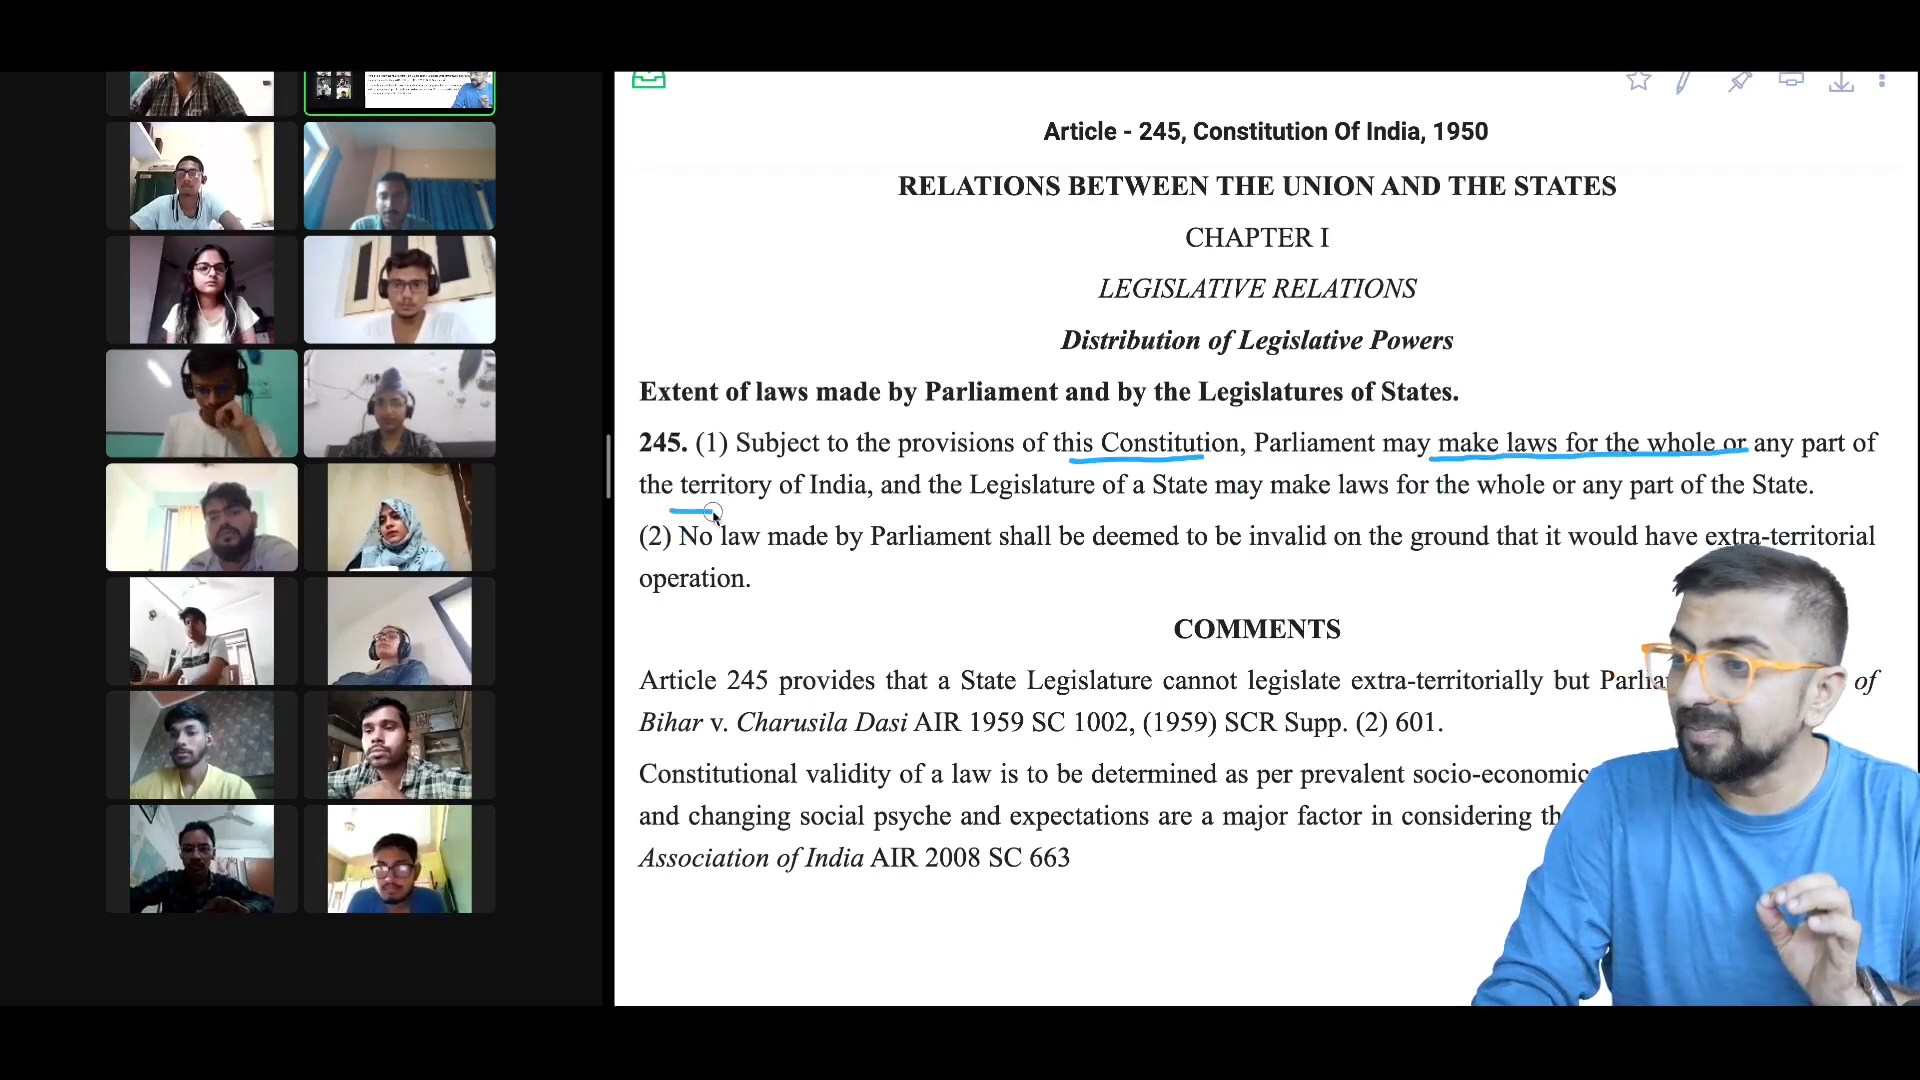 Article - 245, Constitution Of India, 1950
RELATIONS BETWEEN THE UNION AND THE STATES
CHAPTER I
LEGISLATIVE RELATIONS
Distribution of Legislative Powers
Extent of laws made by Parliament and by the Legislatures of States.
245. (1) Subject to the provisions of this Constitution, Parliament may make laws for the whole or any part of
the territory of India, and the Legislature of a State may make laws for the whole or any part of the State.
(2) No law made by Parliament shall be deemed to be invalid on the ground that it would have extra-territorial
operation.
COMMENTS
Article 245 provides that a State Legislature cannot legislate extra-territorially but of
Bihar v. Charusila Dasi AIR 1959 SC 1002, (1959) SCR Supp. (2) 601.
Constitutional validity of a law is to be determined as per prevalent socio-economic
and changing social psyche and expectations are a major factor in considering
Association of India AIR 2008 SC 663